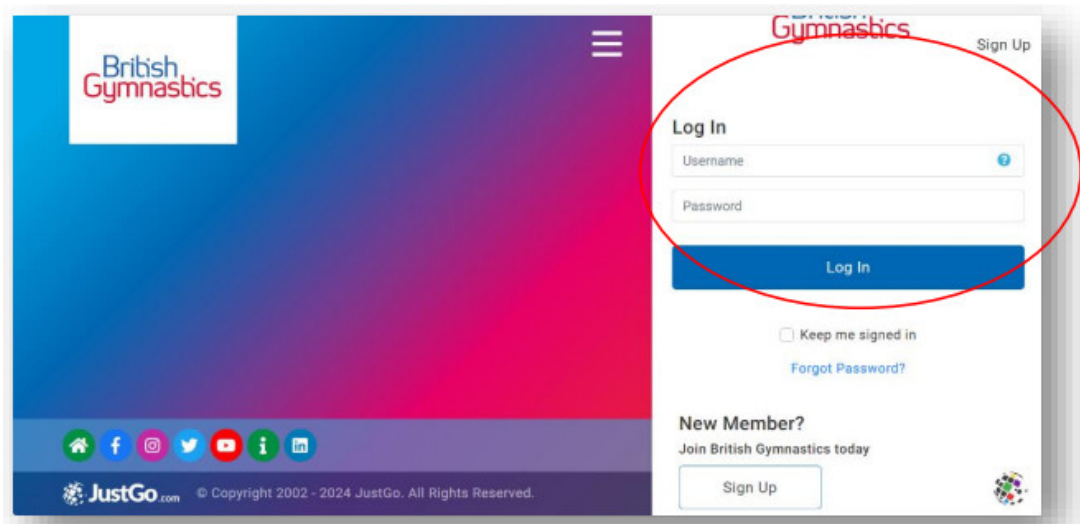 British
Gymnastics
Gymnastics
Sign Up
Log In
Username
Password
Log In
Keep me signed in
Forgot Password?
New Member?
Join British Gymnastics today
Sign Up
JustGo.com © Copyright 2002 - 2024 JustGo. All Rights Reserved.